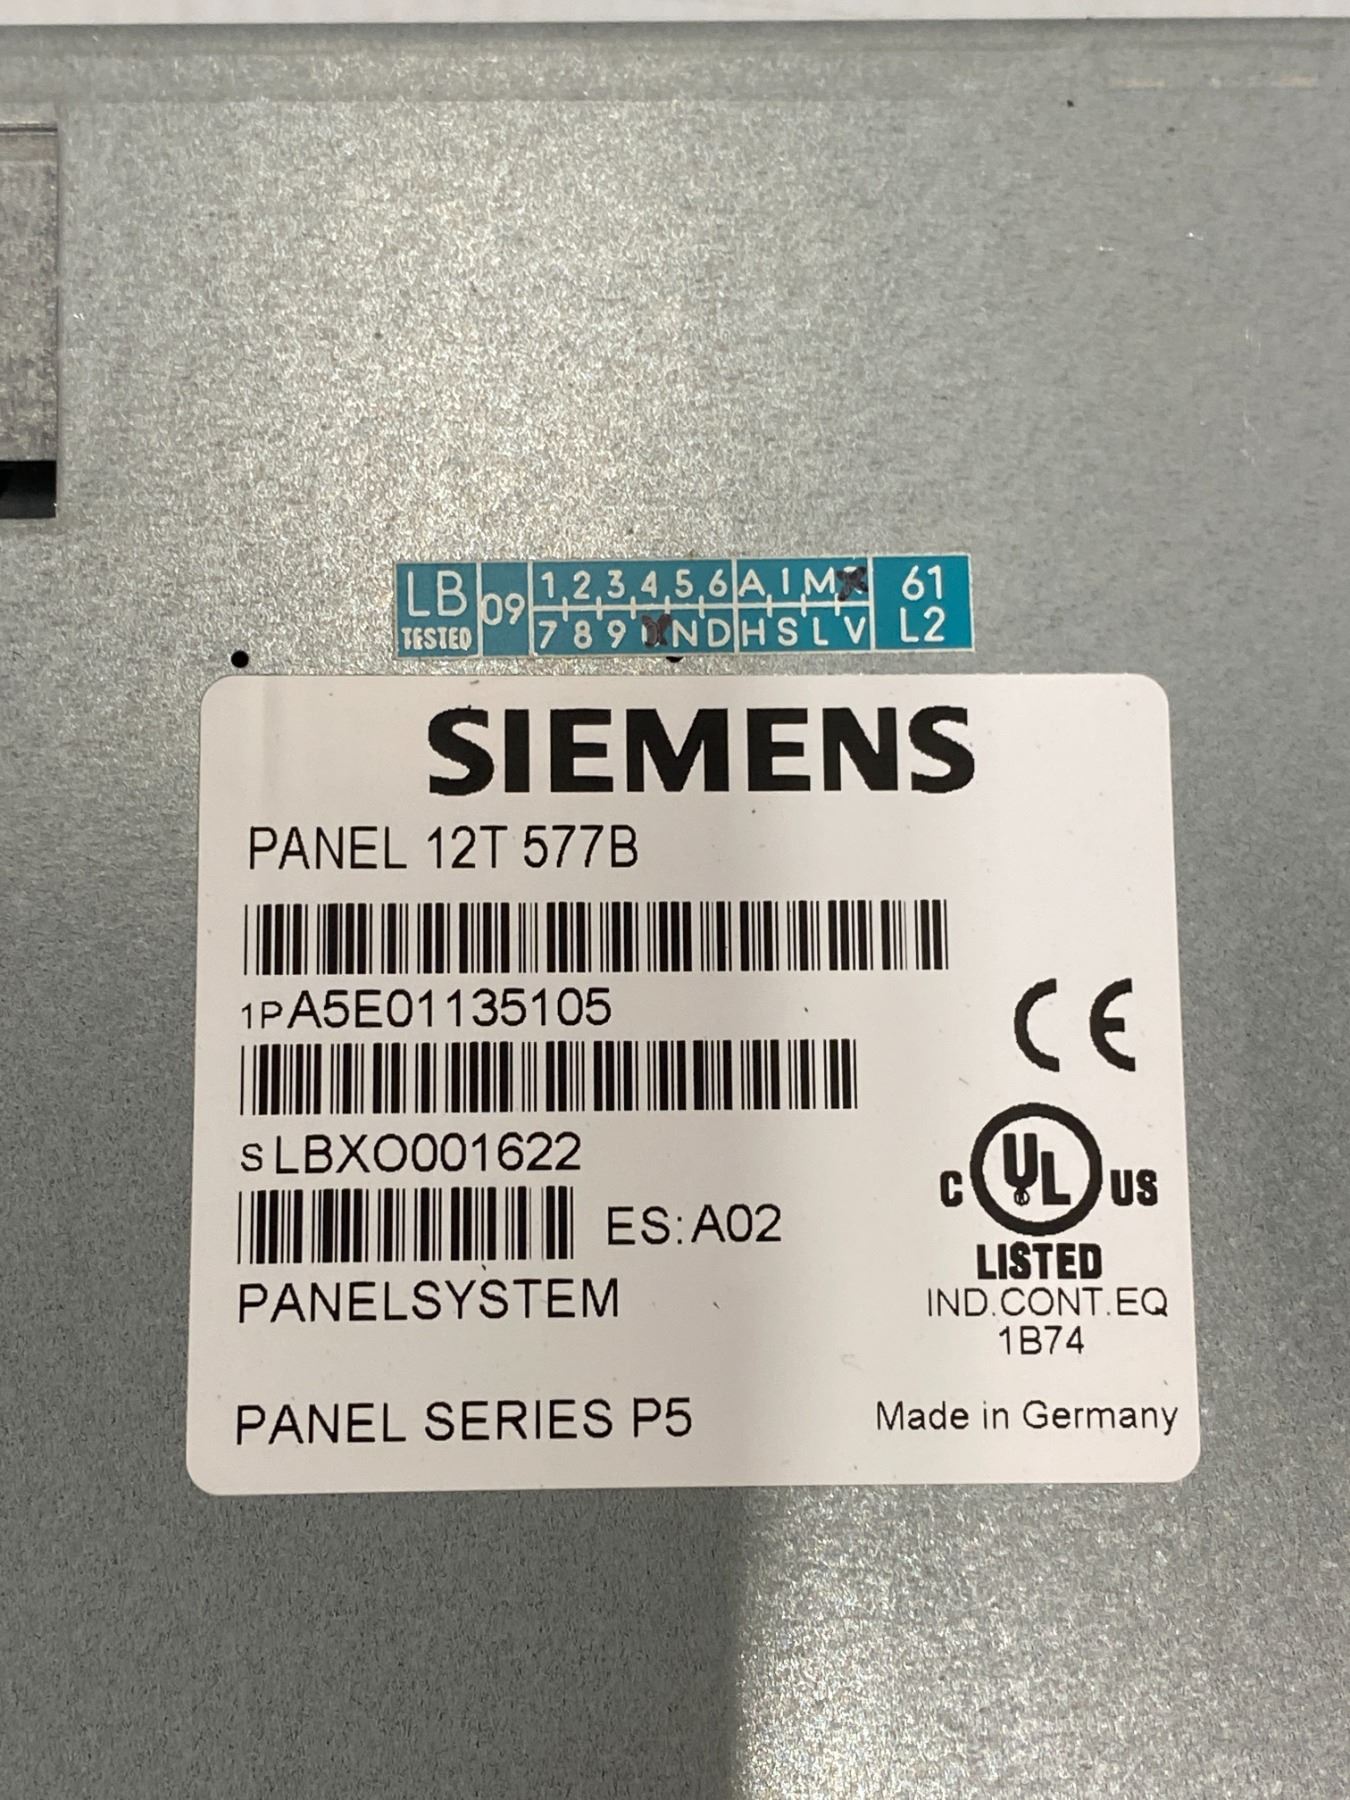 LB 09 1 2 3 4 5 6 A I M 61
TESTED 7 8 9 N D H S L V L2
SIEMENS
PANEL 12T 577B
1P A5E01135105
S LBXO001622
ES: A02
PANELSYSTEM
PANEL SERIES P5
CE
C UL US
LISTED
IND.CONT.EQ
1B74
Made in Germany